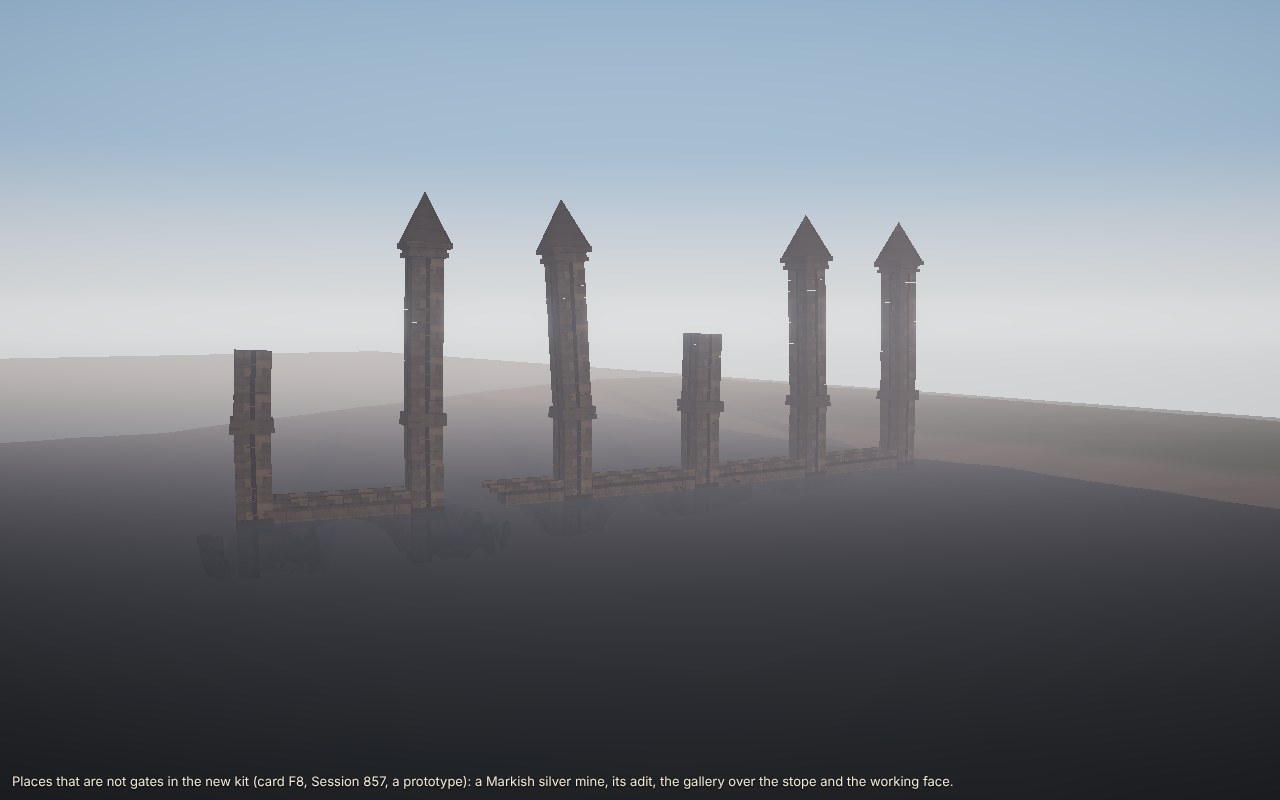 Places that are not gates in the new kit (card F8, Session 857, a prototype): a Markish silver mine, its adit, the gallery over the stope and the working face.